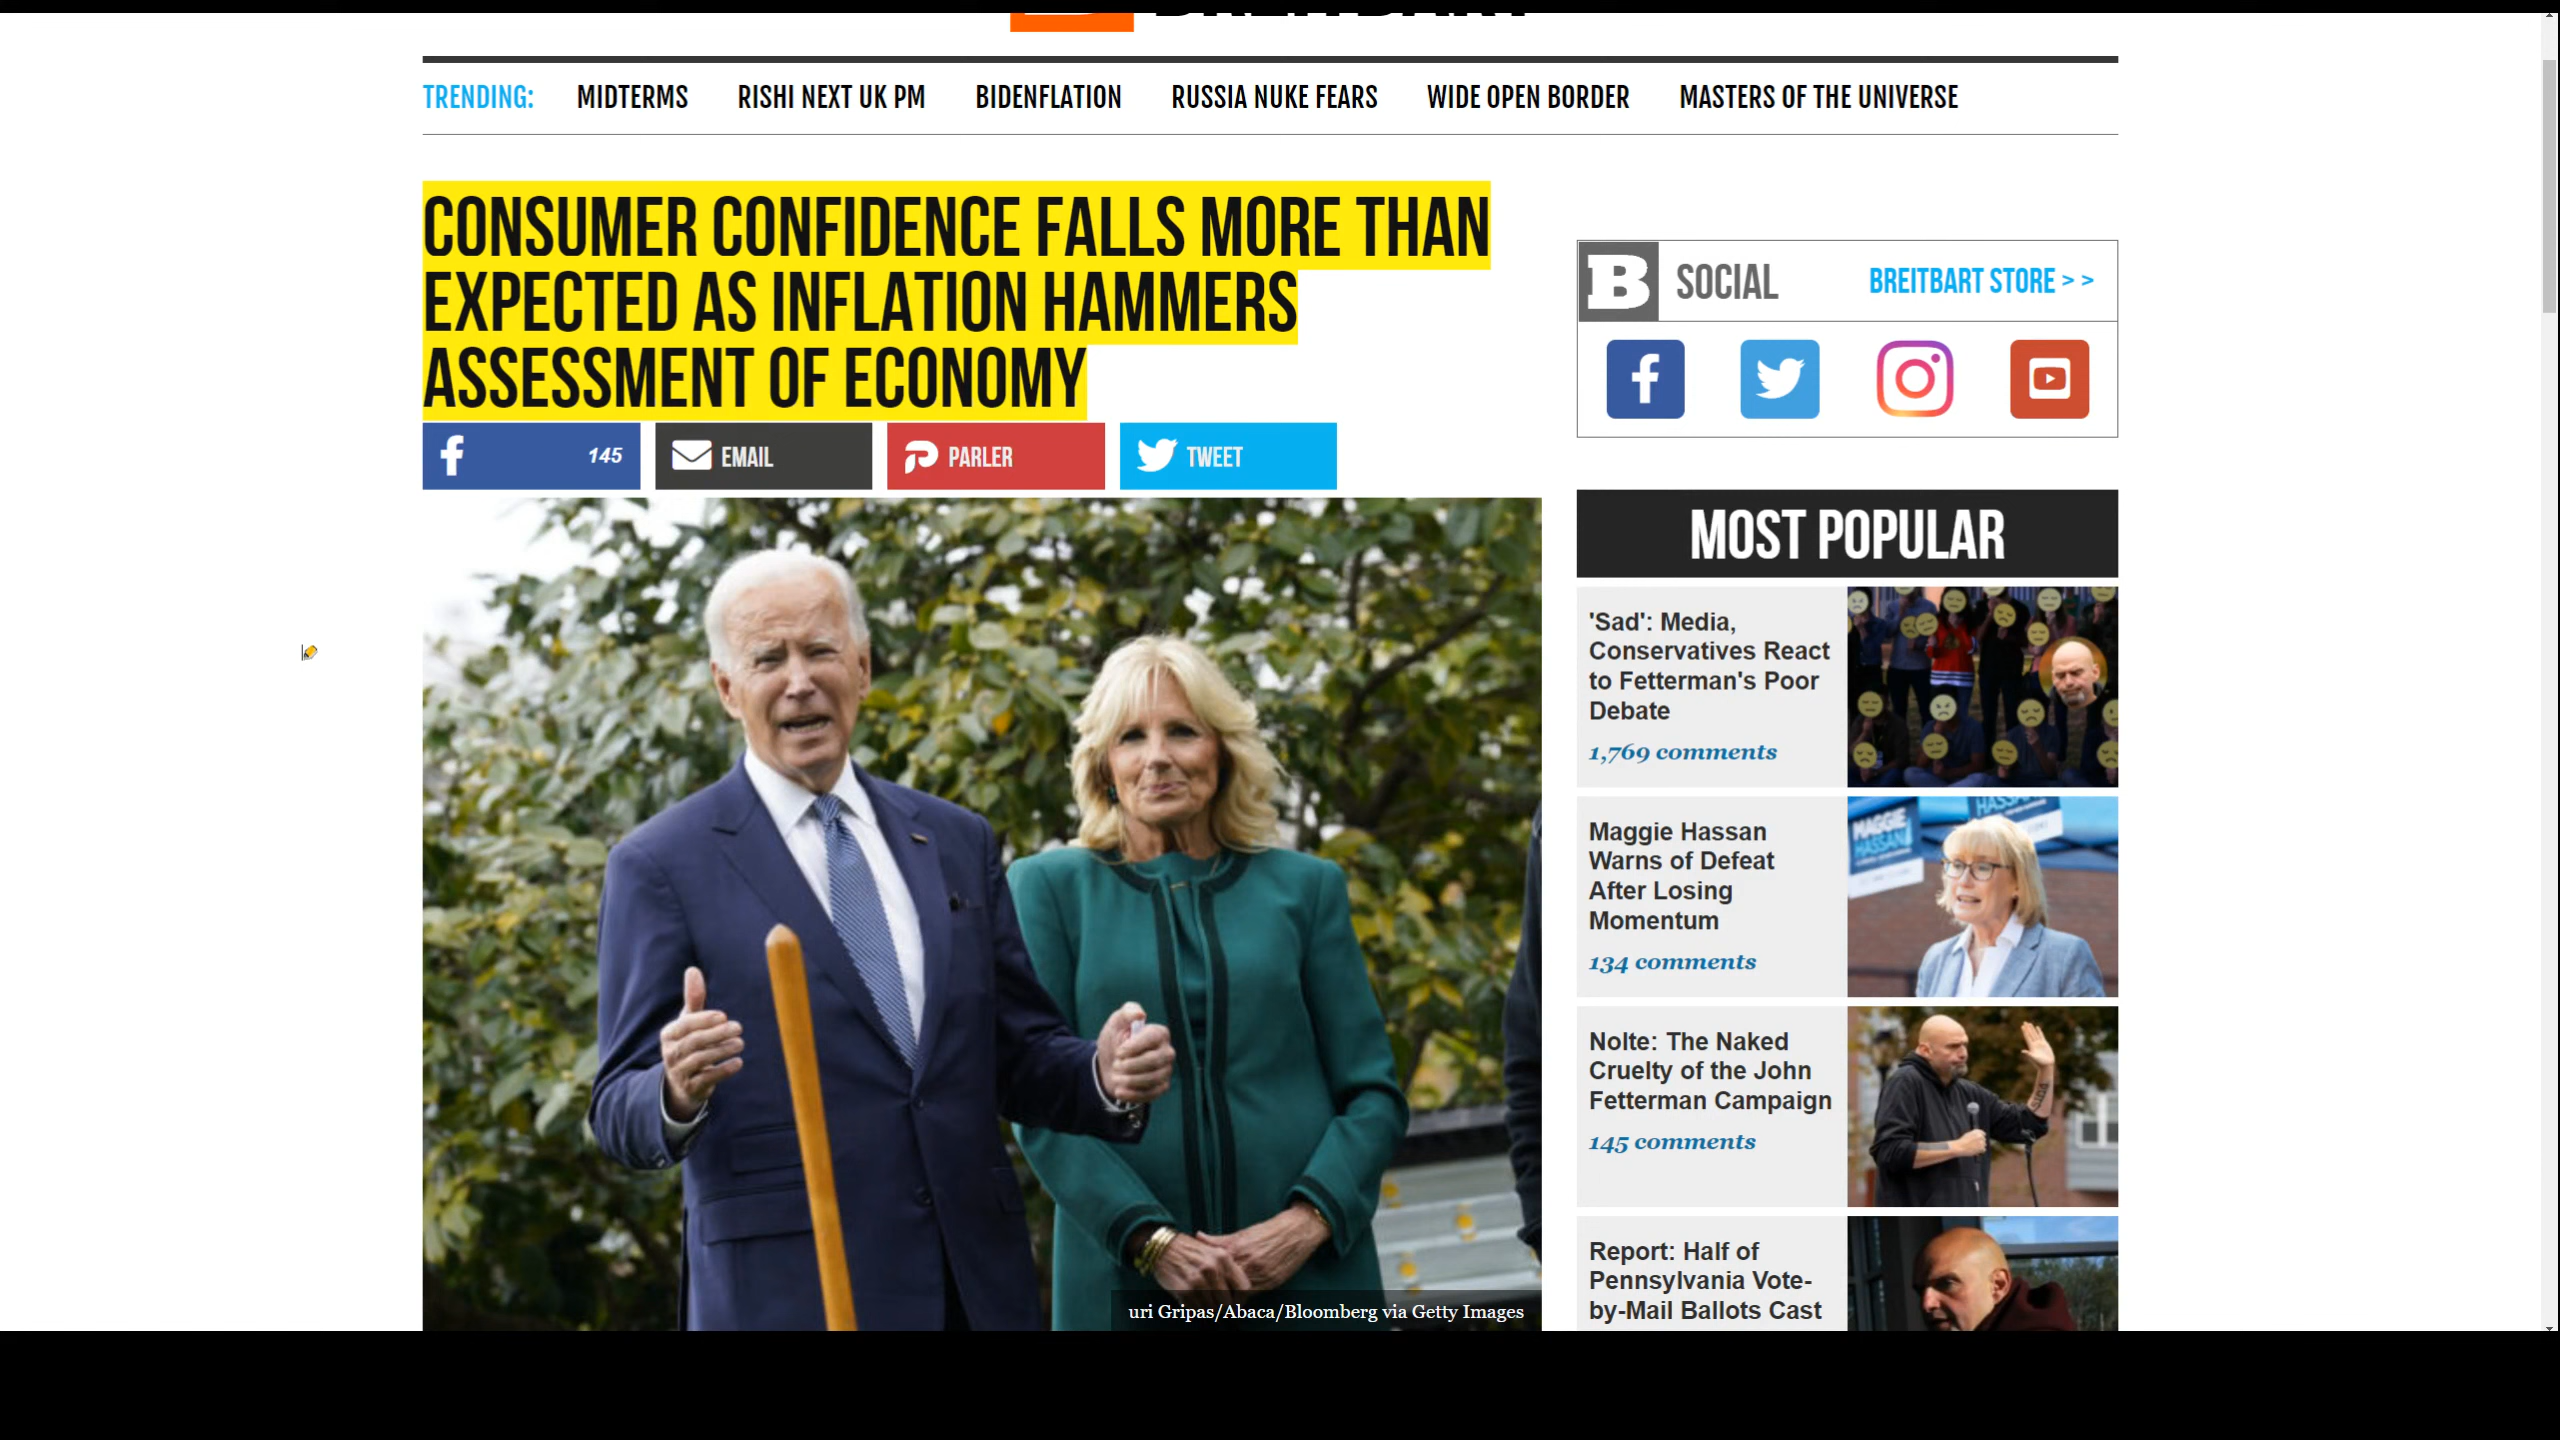 BREITBART
TRENDING: MIDTERMS RISHI NEXT UK PM BIDENFLATION RUSSIA NUKE FEARS WIDE OPEN BORDER MASTERS OF THE UNIVERSE
CONSUMER CONFIDENCE FALLS MORE THAN
EXPECTED AS INFLATION HAMMERS
ASSESSMENT OF ECONOMY
145 EMAIL PARLER TWEET
uri Gripas/Abaca/Bloomberg via Getty Images
B SOCIAL BREITBART STORE > >
MOST POPULAR
'Sad': Media,
Conservatives React
to Fetterman's Poor
Debate
1,769 comments
Maggie Hassan
Warns of Defeat
After Losing
Momentum
134 comments
MAGGIE
HASSAN
Nolte: The Naked
Cruelty of the John
Fetterman Campaign
145 comments
Report: Half of
Pennsylvania Vote-
by-Mail Ballots Cast